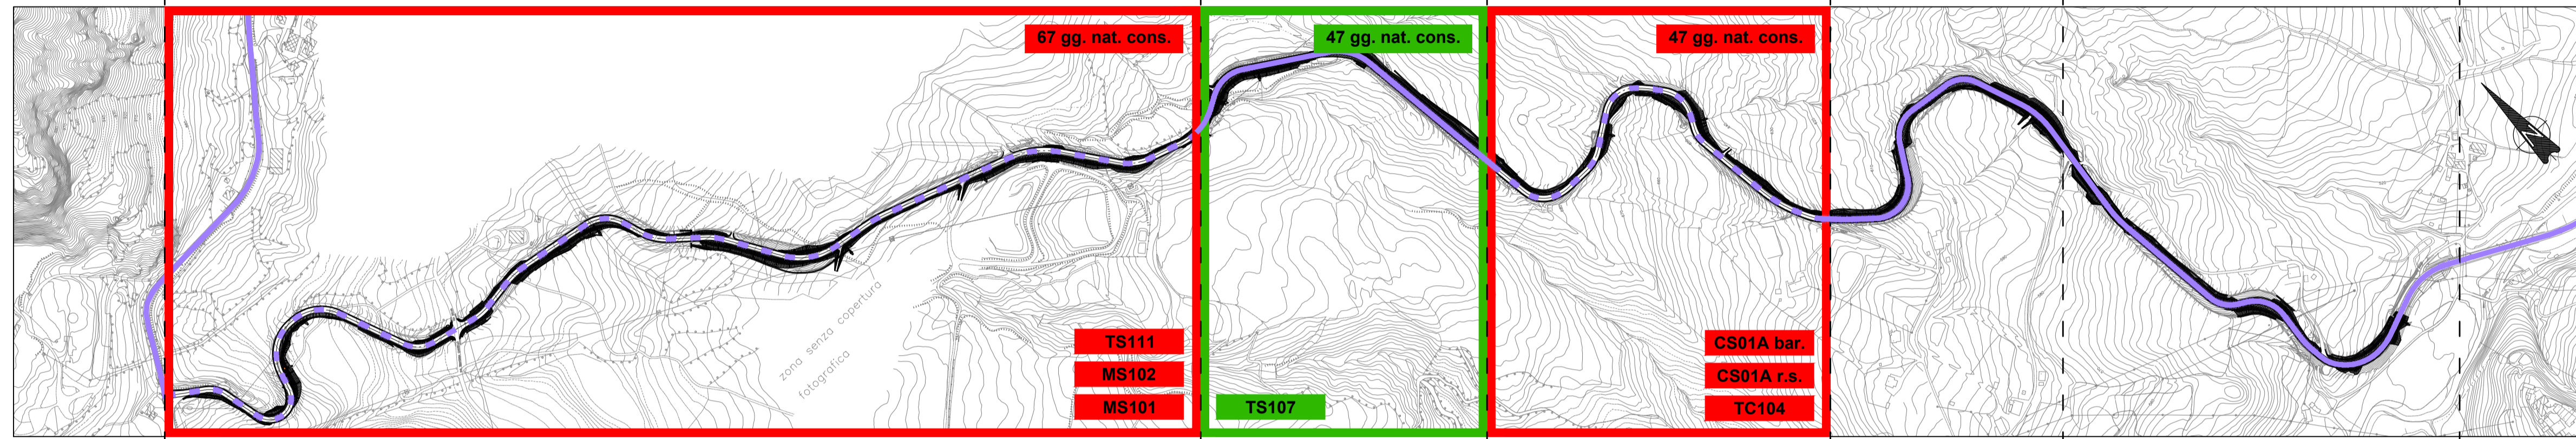 67 gg. nat. cons.
47 gg. nat. cons.
47 gg. nat. cons.
zona senza copertura
fotografica
TS111
MS102
MS101
TS107
CS01A bar.
CS01A r.s.
TC104
N